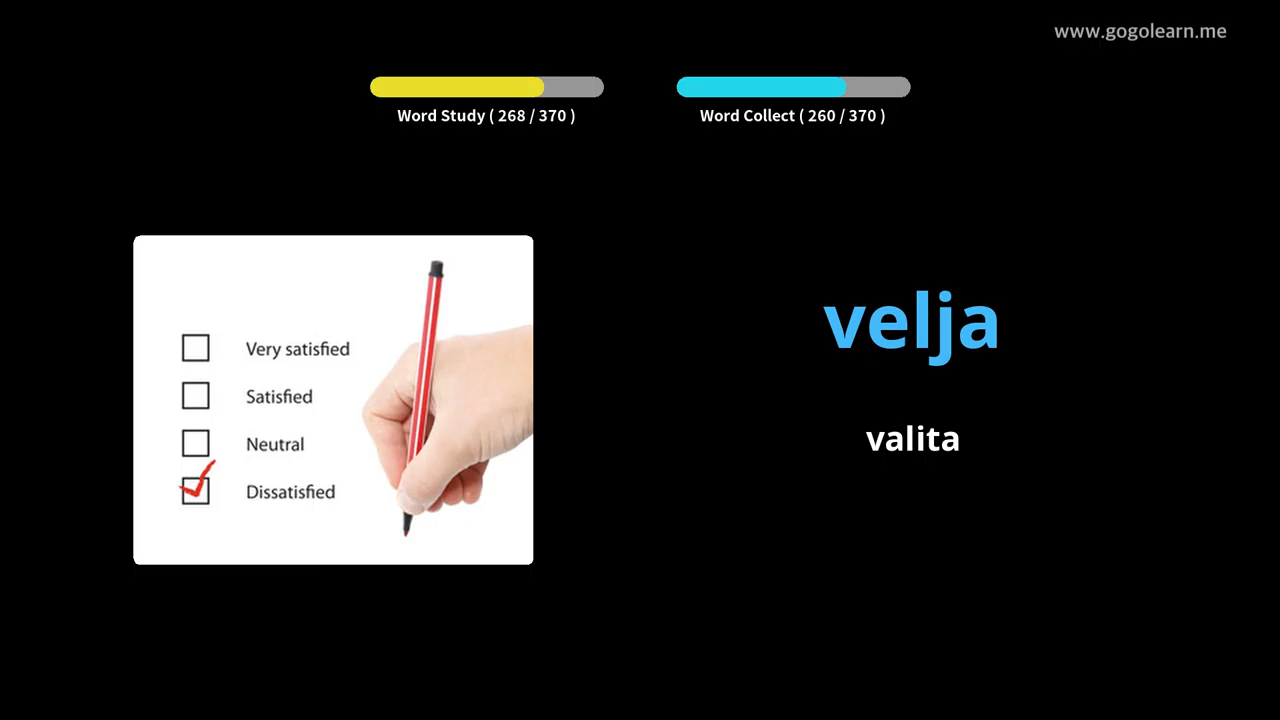 www.gogolearn.me
Word Study ( 268 / 370 )
Word Collect ( 260 / 370 )
Very satisfied
Satisfied
Neutral
Dissatisfied
velja
valita